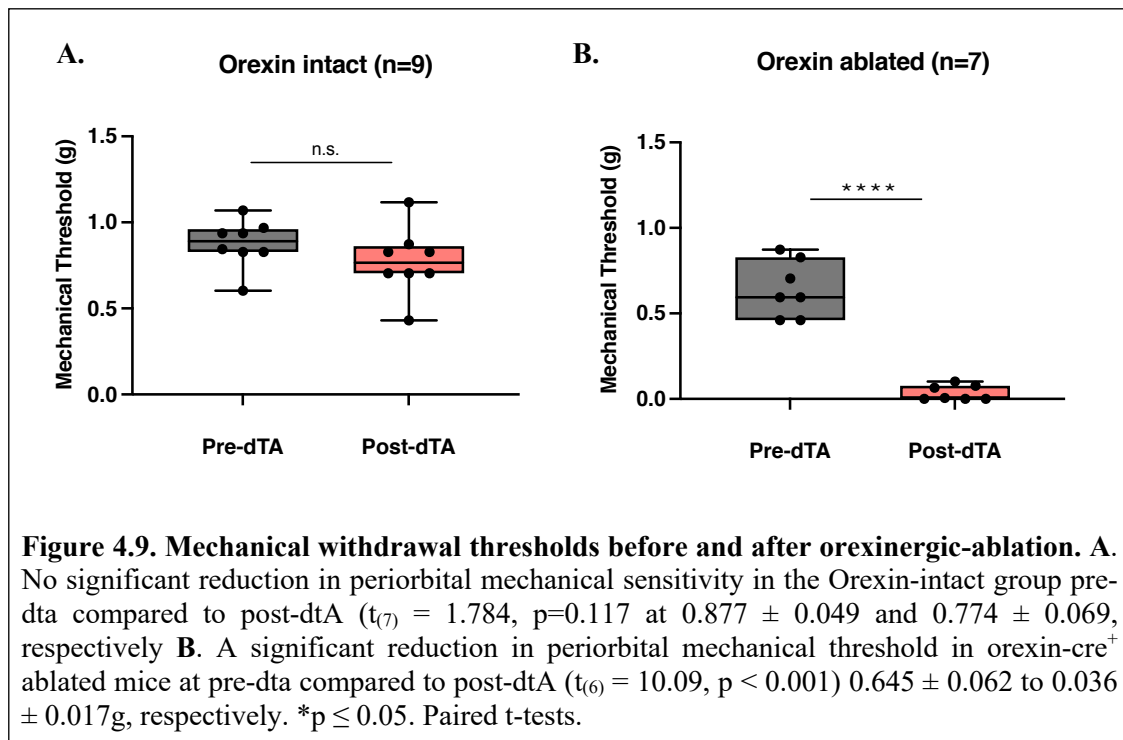 A.
Orexin intact (n=9)
Mechanical Threshold (g)
1.5
1.0
0.5
0.0
n.s.
Pre-dTA
Post-dTA
B.
Orexin ablated (n=7)
Mechanical Threshold (g)
1.5
1.0
0.5
0.0
****
Pre-dTA
Post-dTA
Figure 4.9. Mechanical withdrawal thresholds before and after orexinergic-ablation. A.
No significant reduction in periorbital mechanical sensitivity in the Orexin-intact group pre-
dta compared to post-dtA (t(7) = 1.784, p=0.117 at 0.877 ± 0.049 and 0.774 ± 0.069,
respectively B. A significant reduction in periorbital mechanical threshold in orexin-cre+
ablated mice at pre-dta compared to post-dtA (t(6) = 10.09, p < 0.001) 0.645 ± 0.062 to 0.036
± 0.017g, respectively. *p ≤ 0.05. Paired t-tests.